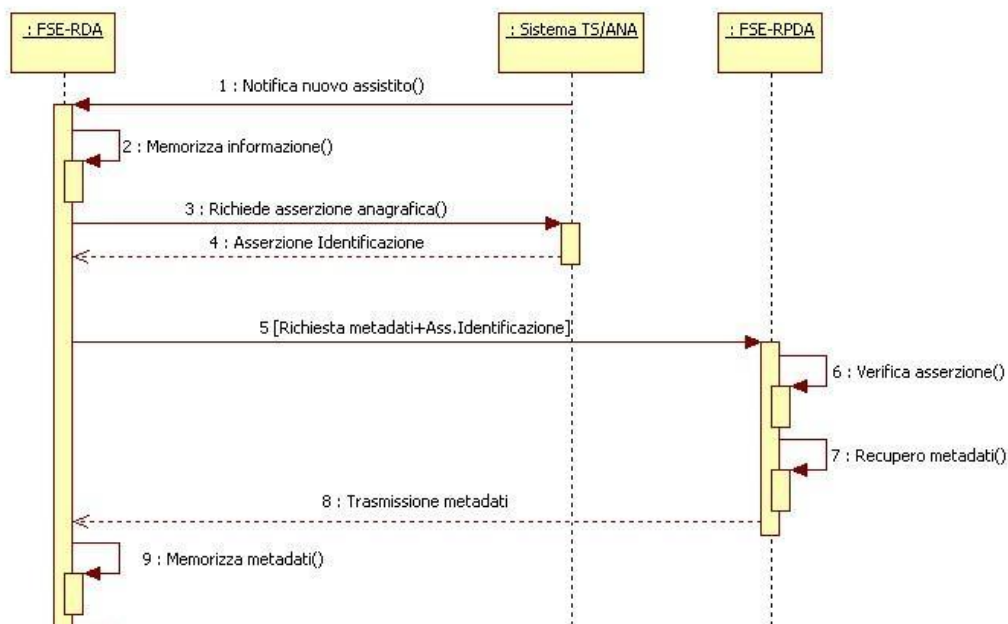 : FSE-RDA
: Sistema TS/ANA
: FSE-RPDA
1 : Notifica nuovo assistito()
2 : Memorizza informazione()
3 : Richiede asserzione anagrafica()
4 : Asserzione Identificazione
5 [Richiesta metadati+Ass.Identificazione]
6 : Verifica asserzione()
7 : Recupero metadati()
8 : Trasmissione metadati
9 : Memorizza metadati()